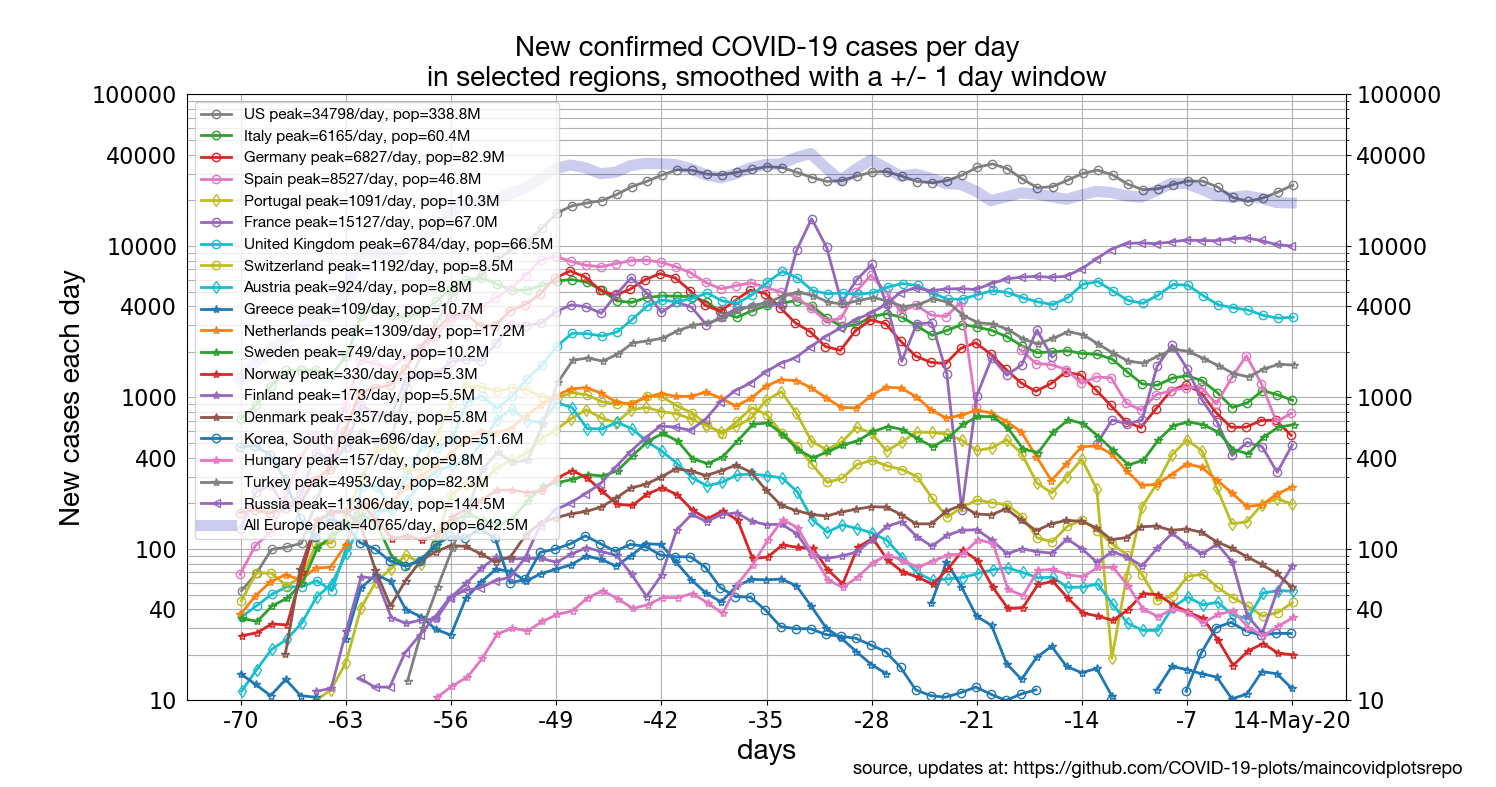 New confirmed COVID-19 cases per day
in selected regions, smoothed with a +/- 1 day window
100000
40000
10000
4000
1000
400
100
40
10
New cases each day
US peak=34798/day, pop=338.8M
Italy peak=6165/day, pop=60.4M
Germany peak=6827/day, pop=82.9M
Spain peak=8527/day, pop=46.8M
Portugal peak=1091/day, pop=10.3M
France peak=15127/day, pop=67.0M
United Kingdom peak=6784/day, pop=66.5M
Switzerland peak=1192/day, pop=8.5M
Austria peak=924/day, pop=8.8M
Greece peak=109/day, pop=10.7M
Netherlands peak=1309/day, pop=17.2M
Sweden peak=749/day, pop=10.2M
Norway peak=330/day, pop=5.3M
Finland peak=173/day, pop=5.5M
Denmark peak=357/day, pop=5.8M
Korea, South peak=696/day, pop=51.6M
Hungary peak=157/day, pop=9.8M
Turkey peak=4953/day, pop=82.3M
Russia peak=11306/day, pop=144.5M
All Europe peak=40765/day, pop=642.5M
100000
40000
10000
4000
1000
400
100
40
10
-70 -63 -56 -49 -42 -35 -28 -21 -14 -7 14-May-20
days
source, updates at: https://github.com/COVID-19-plots/maincovidplotsrepo